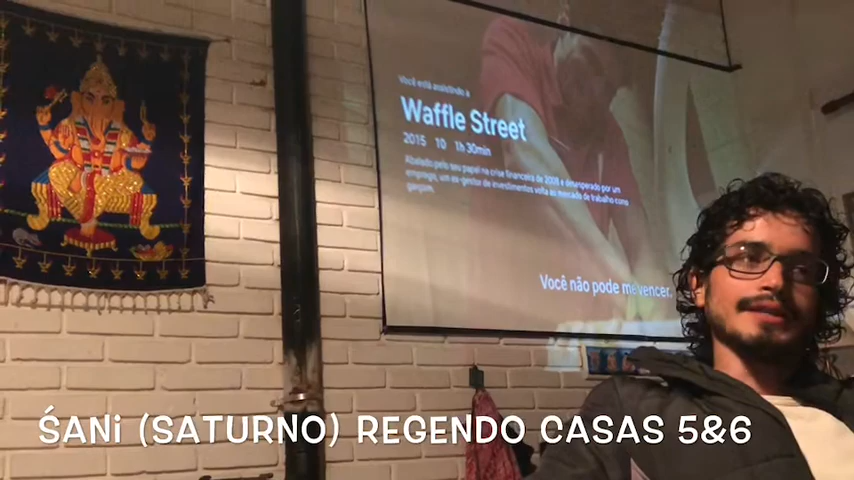 Você está assistindo a
Waffle Street
2015 10 1h 30min
Abalado pelo seu papel na crise financeira de 2008 e desesperado por um
emprego, um ex-gestor de investimentos volta ao mercado de trabalho como
garçom.
Você não pode me vencer.
ŚANi (SATURNO) REGENDO CASAS 5&6